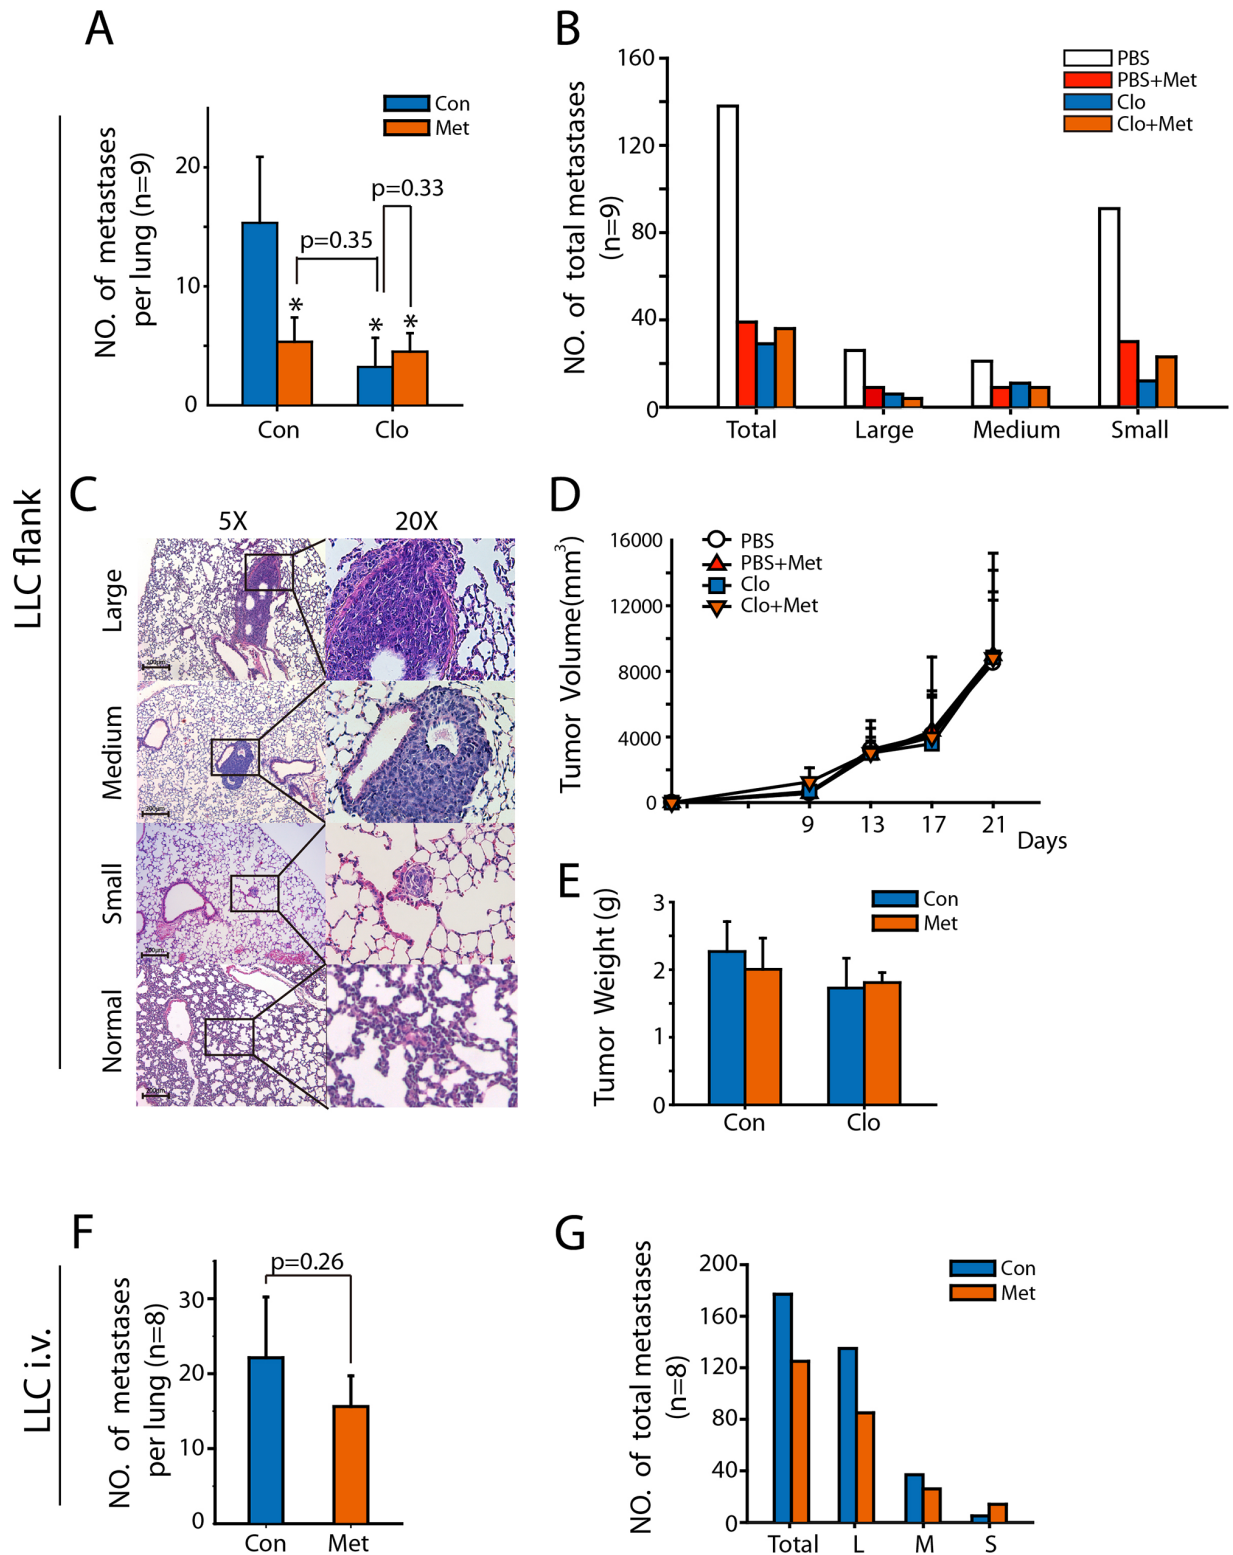 A
Con
Met
NO. of metastases
per lung (n=9)
20
10
0
p=0.35
p=0.33
*
*
*
Con
Clo
B
PBS
PBS+Met
Clo
Clo+Met
NO. of total metastases
(n=9)
160
120
80
40
0
Total
Large
Medium
Small
LLC flank
C
5X
20X
Large
Medium
Small
Normal
200μm
200μm
200μm
200μm
D
PBS
PBS+Met
Clo
Clo+Met
Tumor Volume(mm3)
16000
12000
8000
4000
0
9
13
17
21
Days
E
Con
Met
Tumor Weight (g)
3
2
1
0
Con
Clo
LLC i.v.
F
p=0.26
NO. of metastases
per lung (n=8)
30
20
10
0
Con
Met
G
Con
Met
NO. of total metastases
(n=8)
200
160
120
80
40
0
Total
L
M
S